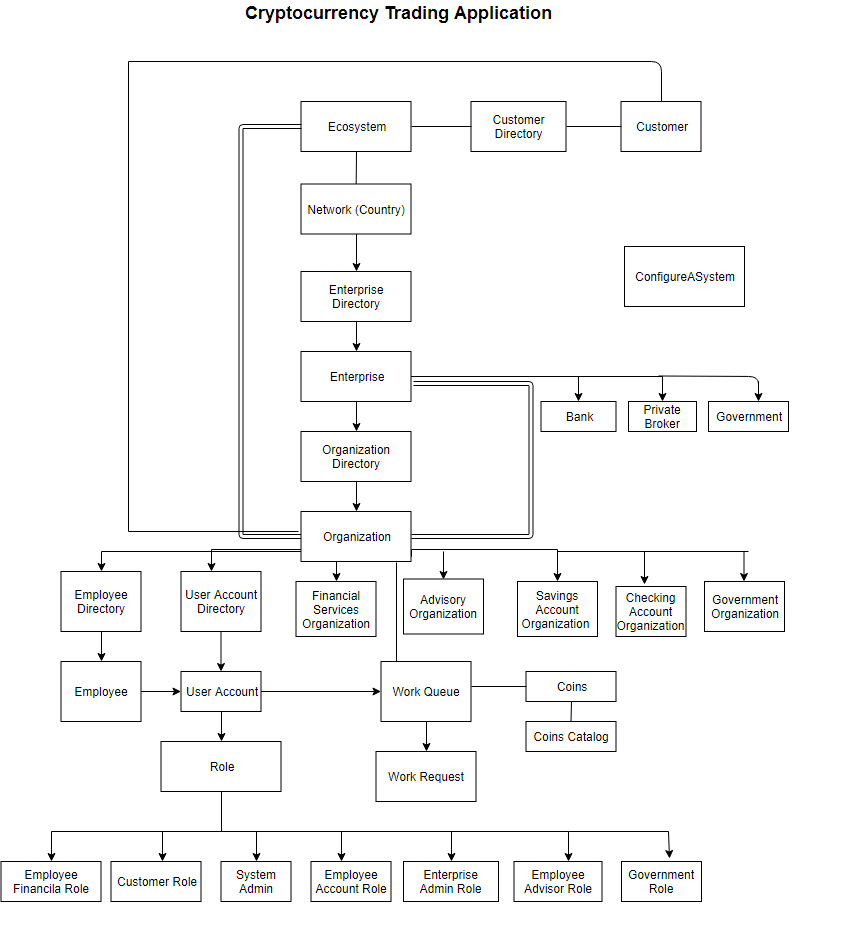 Cryptocurrency Trading Application
Ecosystem
Customer
Directory
Customer
Network (Country)
ConfigureASystem
Enterprise
Directory
Enterprise
Bank
Private
Broker
Government
Organization
Directory
Organization
Employee
Directory
User Account
Directory
Financial
Services
Organization
Advisory
Organization
Savings
Account
Organization
Checking
Account
Organization
Government
Organization
Employee
User Account
Work Queue
Coins
Coins Catalog
Role
Work Request
Employee
Financila Role
Customer Role
System
Admin
Employee
Account Role
Enterprise
Admin Role
Employee
Advisor Role
Government
Role